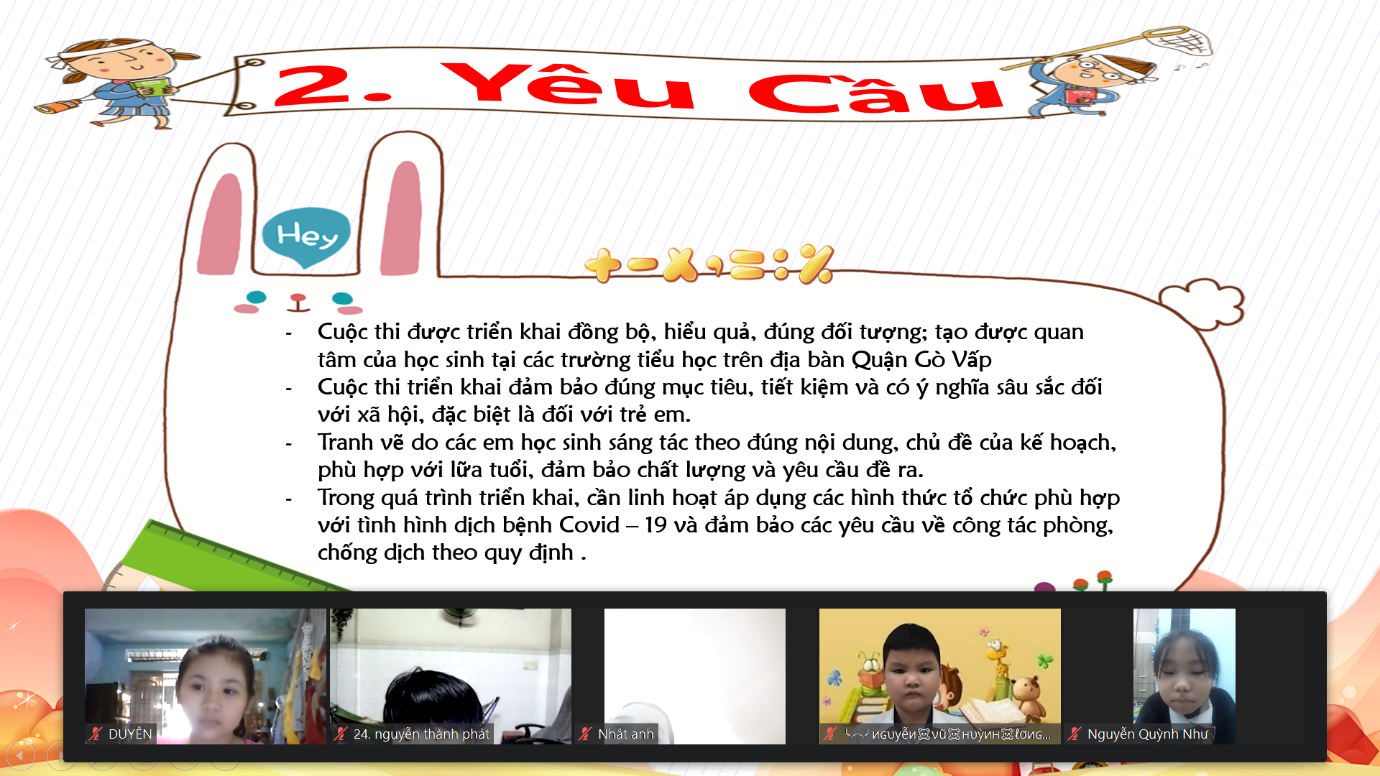 2. Yêu Cầu
Hey
+ - x , = : %
- Cuộc thi được triển khai đồng bộ, hiểu quả, đúng đối tượng; tạo được quan
tâm của học sinh tại các trường tiểu học trên địa bàn Quận Gò Vấp
- Cuộc thi triển khai đảm bảo đúng mục tiêu, tiết kiệm và có ý nghĩa sâu sắc đối
với xã hội, đặc biệt là đối với trẻ em.
- Tranh vẽ do các em học sinh sáng tác theo đúng nội dung, chủ đề của kế hoạch,
phù hợp với lữa tuổi, đảm bảo chất lượng và yêu cầu đề ra.
- Trong quá trình triển khai, cần linh hoạt áp dụng các hình thức tổ chức phù hợp
với tình hình dịch bệnh Covid – 19 và đảm bảo các yêu cầu về công tác phòng,
chống dịch theo quy định .
DUYÊN
24. nguyễn thành phát
Nhật anh
Nguyễn Quỳnh Như